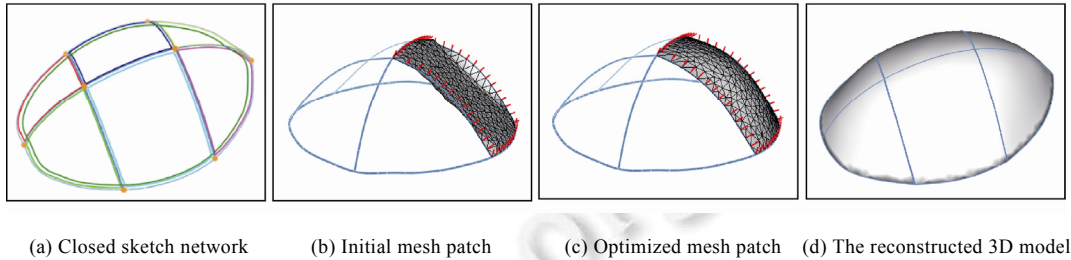 (a) Closed sketch network (b) Initial mesh patch (c) Optimized mesh patch (d) The reconstructed 3D model